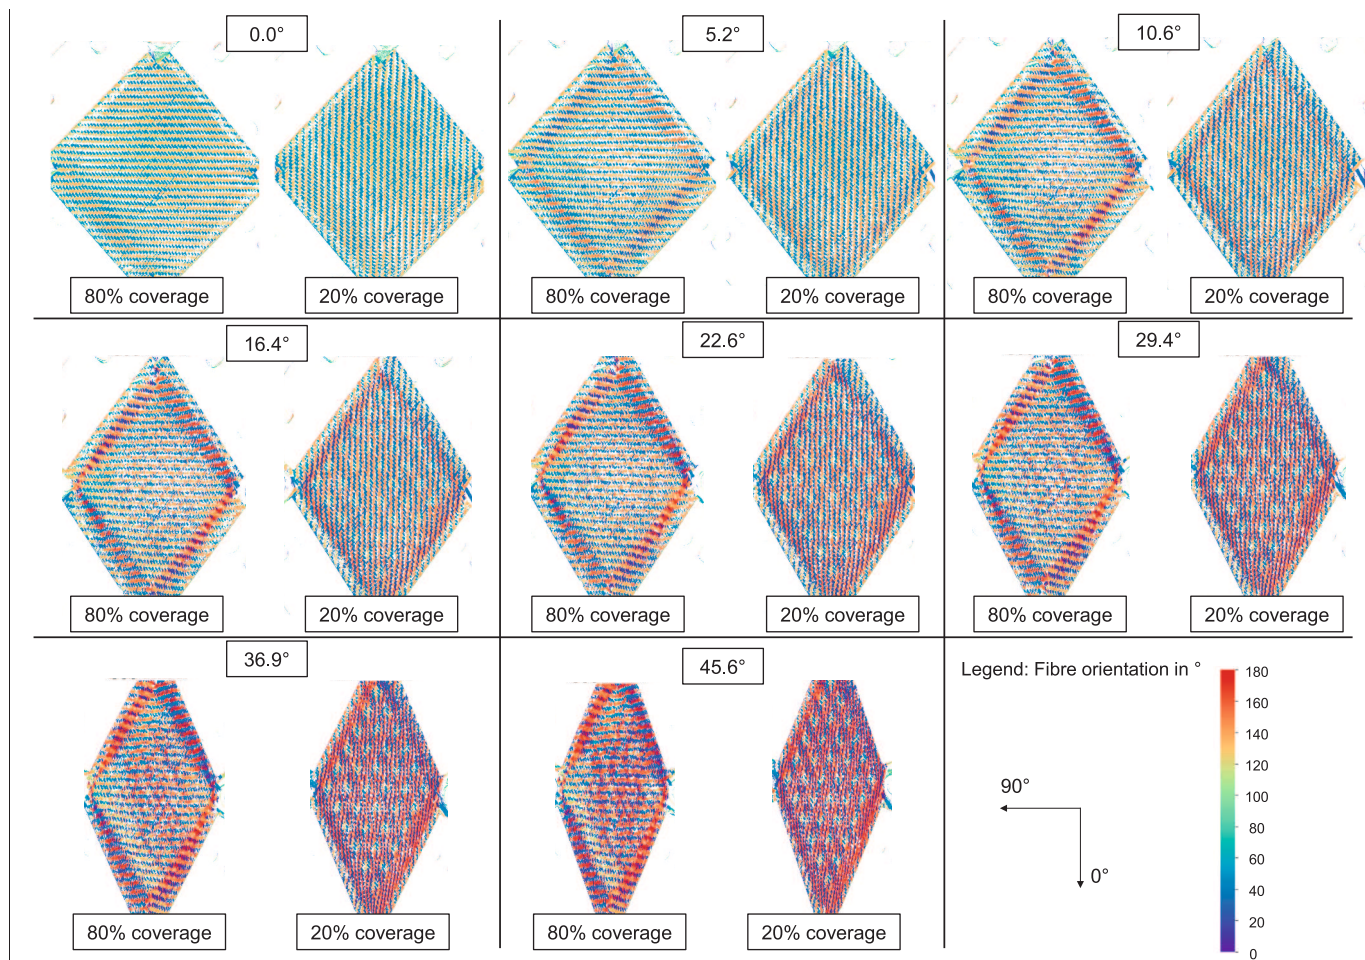 0.0°
80% coverage
20% coverage
5.2°
80% coverage
20% coverage
10.6°
80% coverage
20% coverage
16.4°
80% coverage
20% coverage
22.6°
80% coverage
20% coverage
29.4°
80% coverage
20% coverage
36.9°
80% coverage
20% coverage
45.6°
80% coverage
20% coverage
Legend: Fibre orientation in °
180
160
140
120
100
80
60
40
20
0
90°
0°